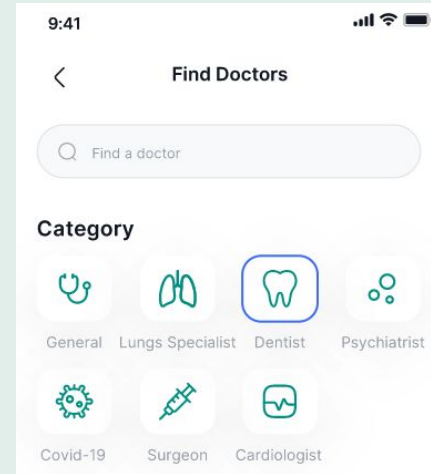 9:41
Find Doctors
Find a doctor
Category
General Lungs Specialist Dentist Psychiatrist
Covid-19 Surgeon Cardiologist